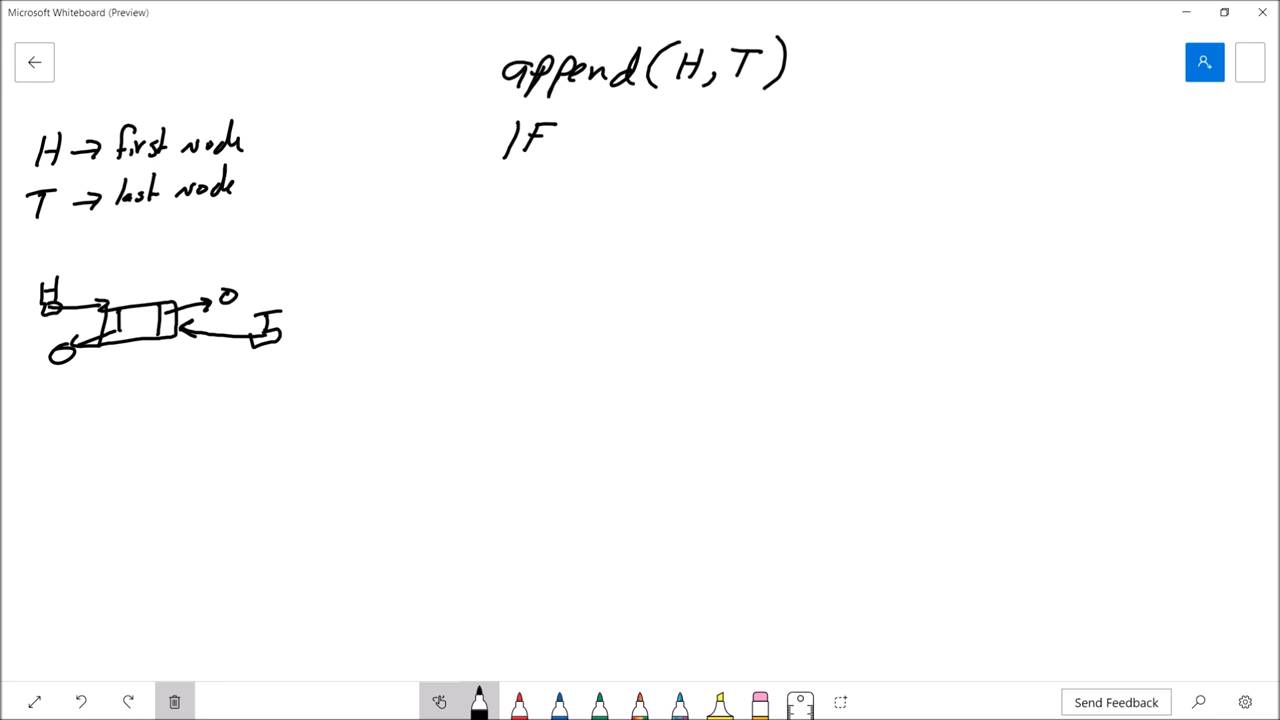 Microsoft Whiteboard (Preview)
append(H, T)
IF
H → first node
T → last node
H
T
Send Feedback